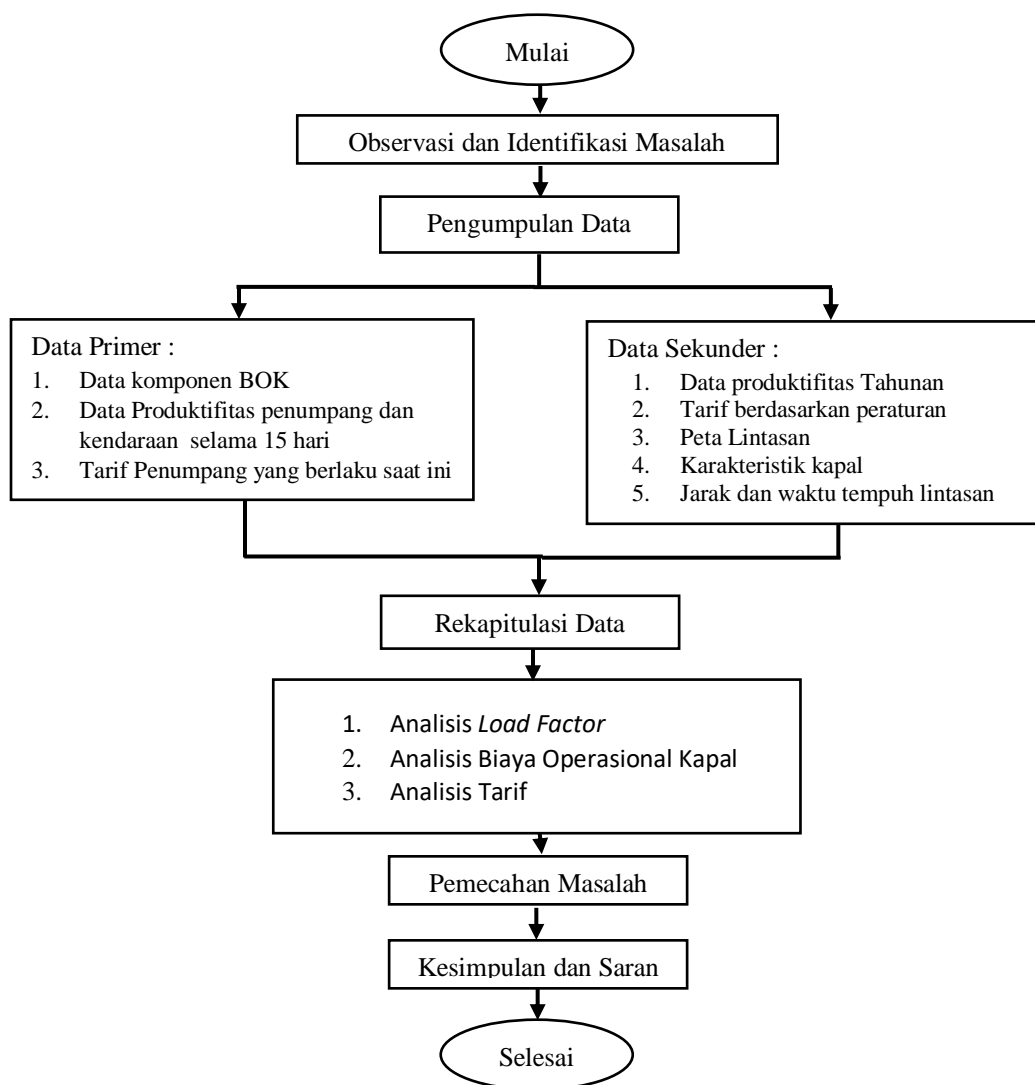 Mulai
Observasi dan Identifikasi Masalah
Pengumpulan Data
Data Primer :
1. Data komponen BOK
2. Data Produktifitas penumpang dan
kendaraan selama 15 hari
3. Tarif Penumpang yang berlaku saat ini
Data Sekunder :
1. Data produktifitas Tahunan
2. Tarif berdasarkan peraturan
3. Peta Lintasan
4. Karakteristik kapal
5. Jarak dan waktu tempuh lintasan
Rekapitulasi Data
1. Analisis Load Factor
2. Analisis Biaya Operasional Kapal
3. Analisis Tarif
Pemecahan Masalah
Kesimpulan dan Saran
Selesai